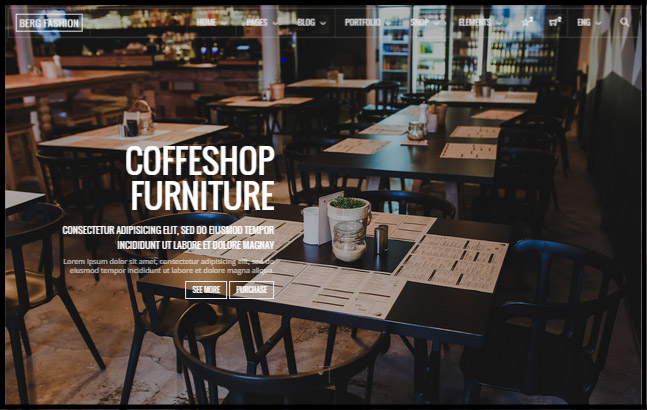 BERG FASHION HOME PAGES BLOG PORTFOLIO SHOP ELEMENTS 2 2 ENG
COFFESHOP
FURNITURE
CONSECTETUR ADIPISICING ELIT, SED DO EIUSMOD TEMPOR
INCIDIDUNT UT LABORE ET DOLORE MAGNAY
Lorem ipsum dolor sit amet, consectetur adipisicing elit, sed do
eiusmod tempor incididunt ut labore et dolore magna aliqua.
SEE MORE PURCHASE